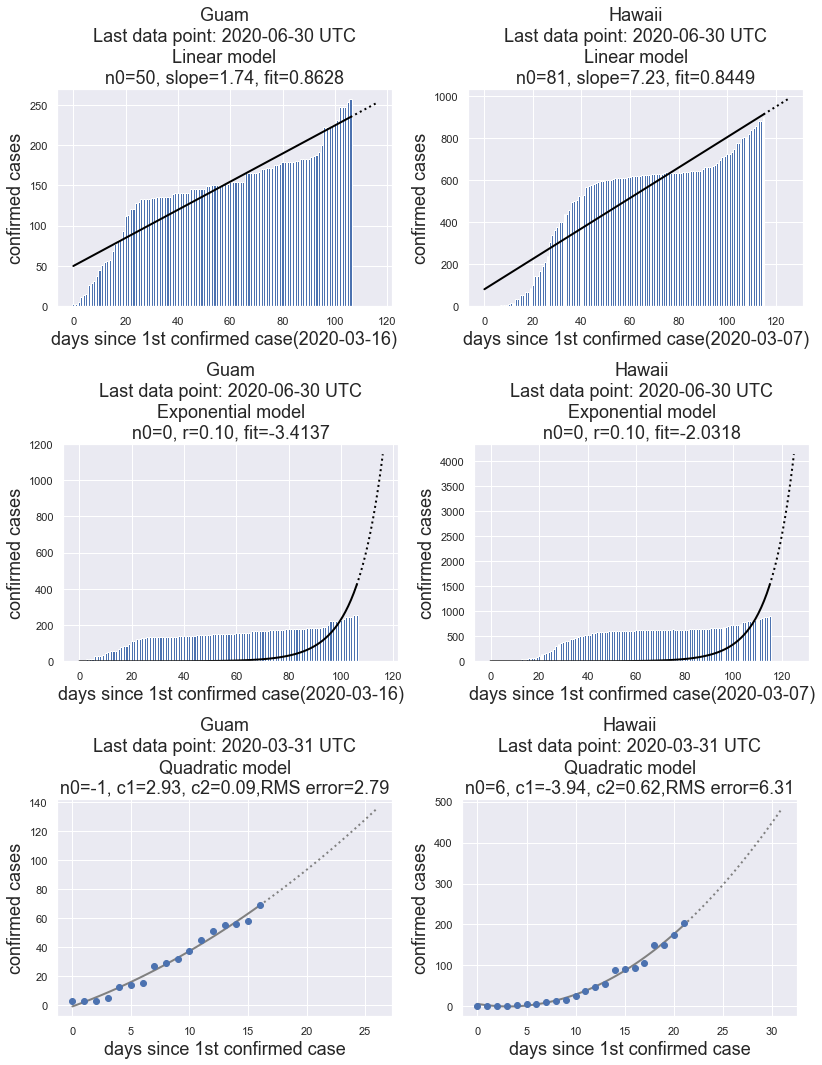 Guam
Last data point: 2020-06-30 UTC
Linear model
n0=50, slope=1.74, fit=0.8628
250
200
150
100
50
0
confirmed cases
0 20 40 60 80 100 120
days since 1st confirmed case(2020-03-16)
Hawaii
Last data point: 2020-06-30 UTC
Linear model
n0=81, slope=7.23, fit=0.8449
1000
800
600
400
200
0
confirmed cases
0 20 40 60 80 100 120
days since 1st confirmed case(2020-03-07)
Guam
Last data point: 2020-06-30 UTC
Exponential model
n0=0, r=0.10, fit=-3.4137
1200
1000
800
600
400
200
0
confirmed cases
0 20 40 60 80 100 120
days since 1st confirmed case(2020-03-16)
Hawaii
Last data point: 2020-06-30 UTC
Exponential model
n0=0, r=0.10, fit=-2.0318
4000
3500
3000
2500
2000
1500
1000
500
0
confirmed cases
0 20 40 60 80 100 120
days since 1st confirmed case(2020-03-07)
Guam
Last data point: 2020-03-31 UTC
Quadratic model
n0=-1, c1=2.93, c2=0.09,RMS error=2.79
140
120
100
80
60
40
20
0
confirmed cases
0 5 10 15 20 25
days since 1st confirmed case
Hawaii
Last data point: 2020-03-31 UTC
Quadratic model
n0=6, c1=-3.94, c2=0.62,RMS error=6.31
500
400
300
200
100
0
confirmed cases
0 5 10 15 20 25 30
days since 1st confirmed case